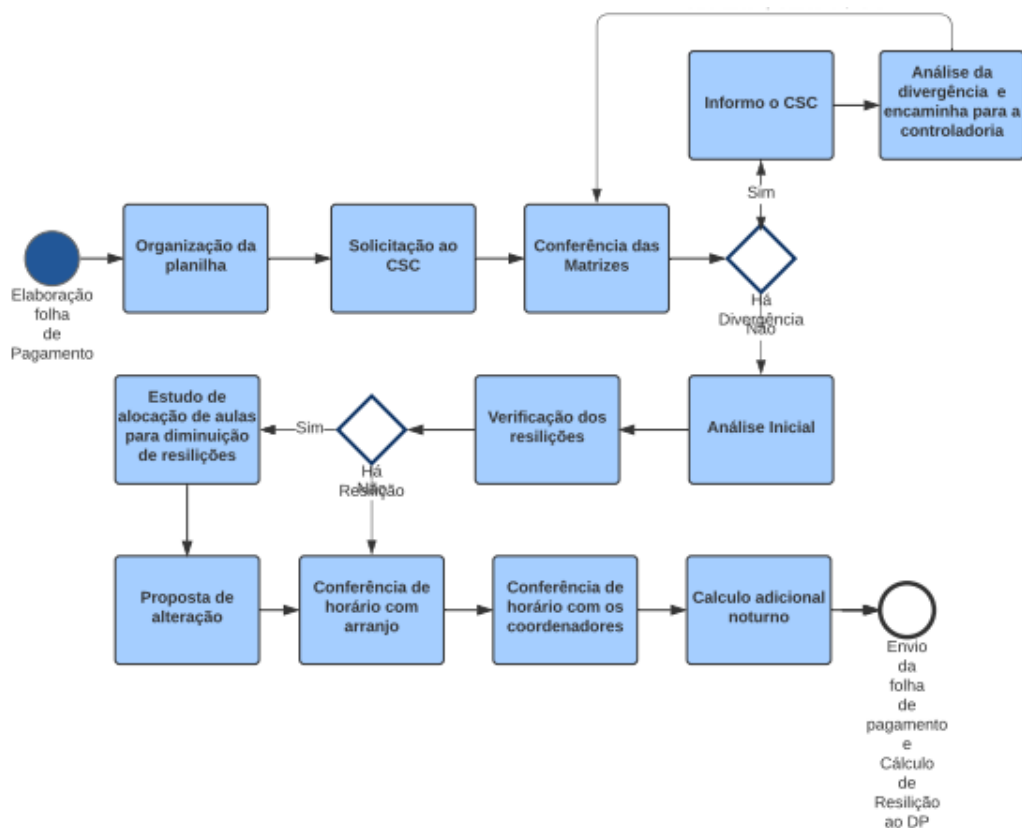 Informo o CSC
Análise da
divergência e
encaminha para a
controladoria
Sim
Organização da
planilha
Solicitação ao
CSC
Conferência das
Matrizes
Elaboração
folha
de
Pagamento
Há
Divergência
Não
Estudo de
alocação de aulas
para diminuição
de resilições
Sim
Verificação dos
resilições
Análise Inicial
Há
Resilição
Não
Proposta de
alteração
Conferência de
horário com
arranjo
Conferência de
horário com os
coordenadores
Calculo adicional
noturno
Envio
da
folha
de
pagamento
e
Cálculo
de
Resilição
ao DP